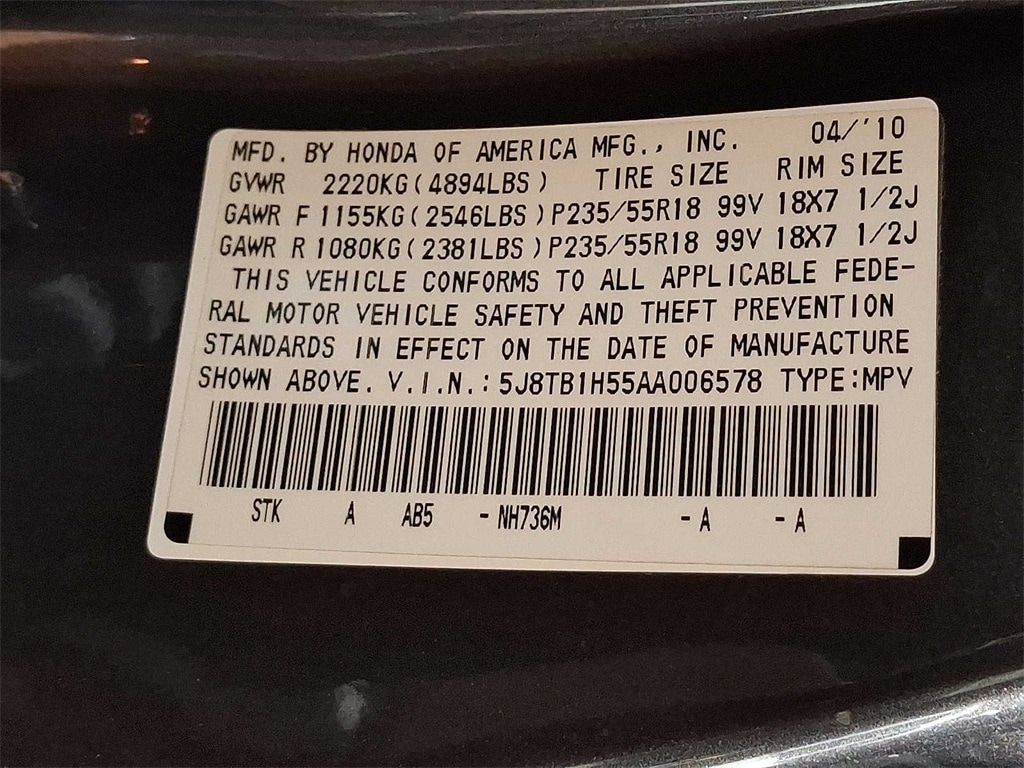 MFD. BY HONDA OF AMERICA MFG., INC. 04/'10
GVWR 2220KG(4894LBS) TIRE SIZE RIM SIZE
GAWR F 1155KG(2546LBS)P235/55R18 99V 18X7 1/2J
GAWR R 1080KG(2381LBS)P235/55R18 99V 18X7 1/2J
THIS VEHICLE CONFORMS TO ALL APPLICABLE FEDE-
RAL MOTOR VEHICLE SAFETY AND THEFT PREVENTION
STANDARDS IN EFFECT ON THE DATE OF MANUFACTURE
SHOWN ABOVE. V.I.N.: 5J8TB1H55AA006578 TYPE:MPV
STK A AB5 -NH736M -A -A